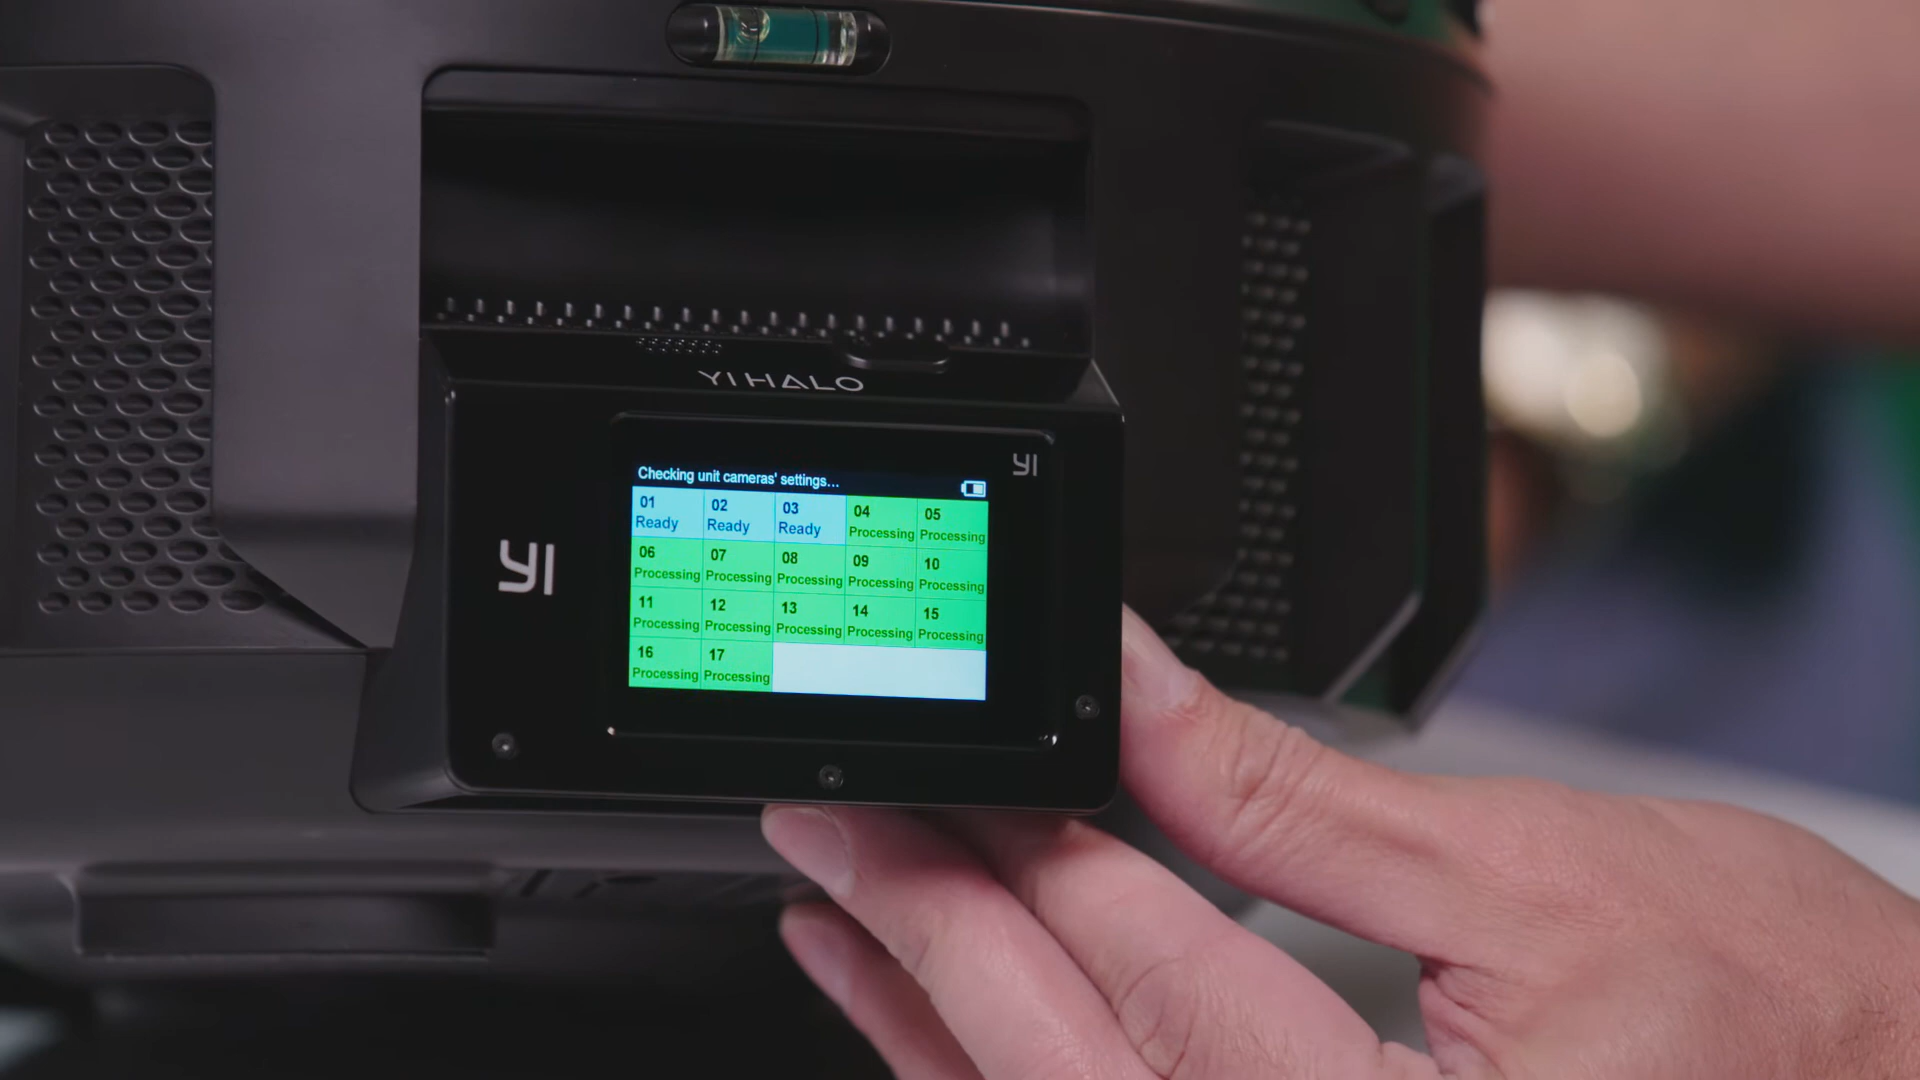 YI HALO
YI
Checking unit cameras' settings...
01 02 03 04 05
Ready Ready Ready Processing Processing
06 07 08 09 10
Processing Processing Processing Processing Processing
11 12 13 14 15
Processing Processing Processing Processing Processing
16 17
Processing Processing
YI